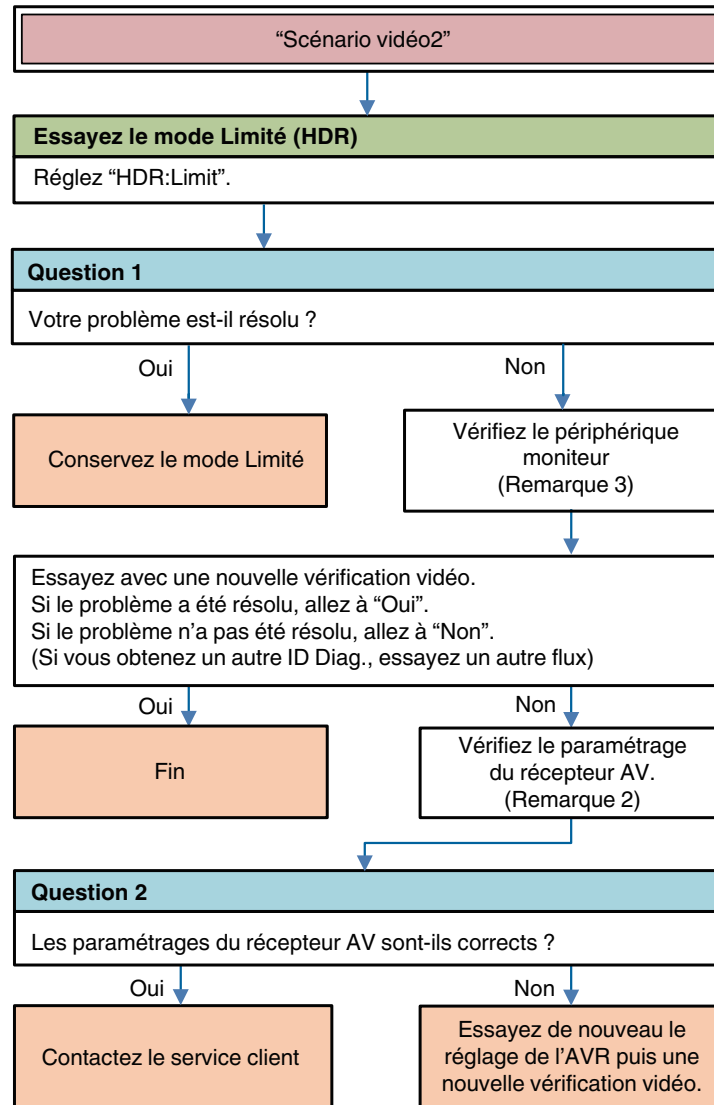 “Scénario vidéo2”
Essayez le mode Limité (HDR)
Réglez “HDR:Limit”.
Question 1
Votre problème est-il résolu ?
Oui
Non
Conservez le mode Limité
Vérifiez le périphérique
moniteur
(Remarque 3)
Essayez avec une nouvelle vérification vidéo.
Si le problème a été résolu, allez à “Oui”.
Si le problème n’a pas été résolu, allez à “Non”.
(Si vous obtenez un autre ID Diag., essayez un autre flux)
Oui
Non
Fin
Vérifiez le paramétrage
du récepteur AV.
(Remarque 2)
Question 2
Les paramétrages du récepteur AV sont-ils corrects ?
Oui
Non
Contactez le service client
Essayez de nouveau le
réglage de l’AVR puis une
nouvelle vérification vidéo.